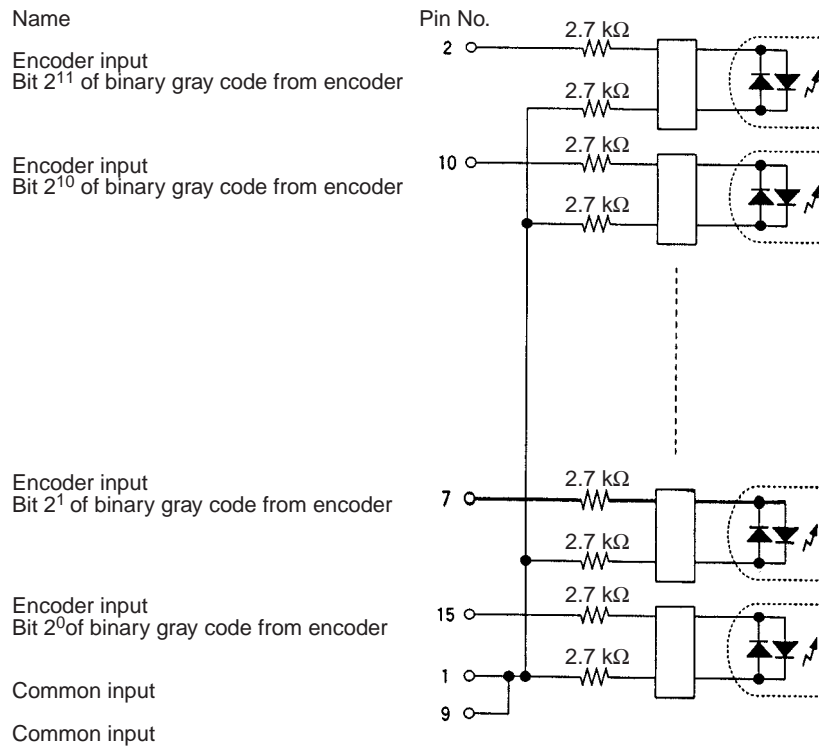 Name Pin No.
2 2.7 kΩ
Encoder input
Bit 2¹¹ of binary gray code from encoder
2.7 kΩ
2.7 kΩ
Encoder input 10
Bit 2¹⁰ of binary gray code from encoder
2.7 kΩ
2.7 kΩ
Encoder input
Bit 2¹ of binary gray code from encoder 7
2.7 kΩ
2.7 kΩ
Encoder input 15
Bit 2⁰of binary gray code from encoder
2.7 kΩ
1
Common input
9
Common input